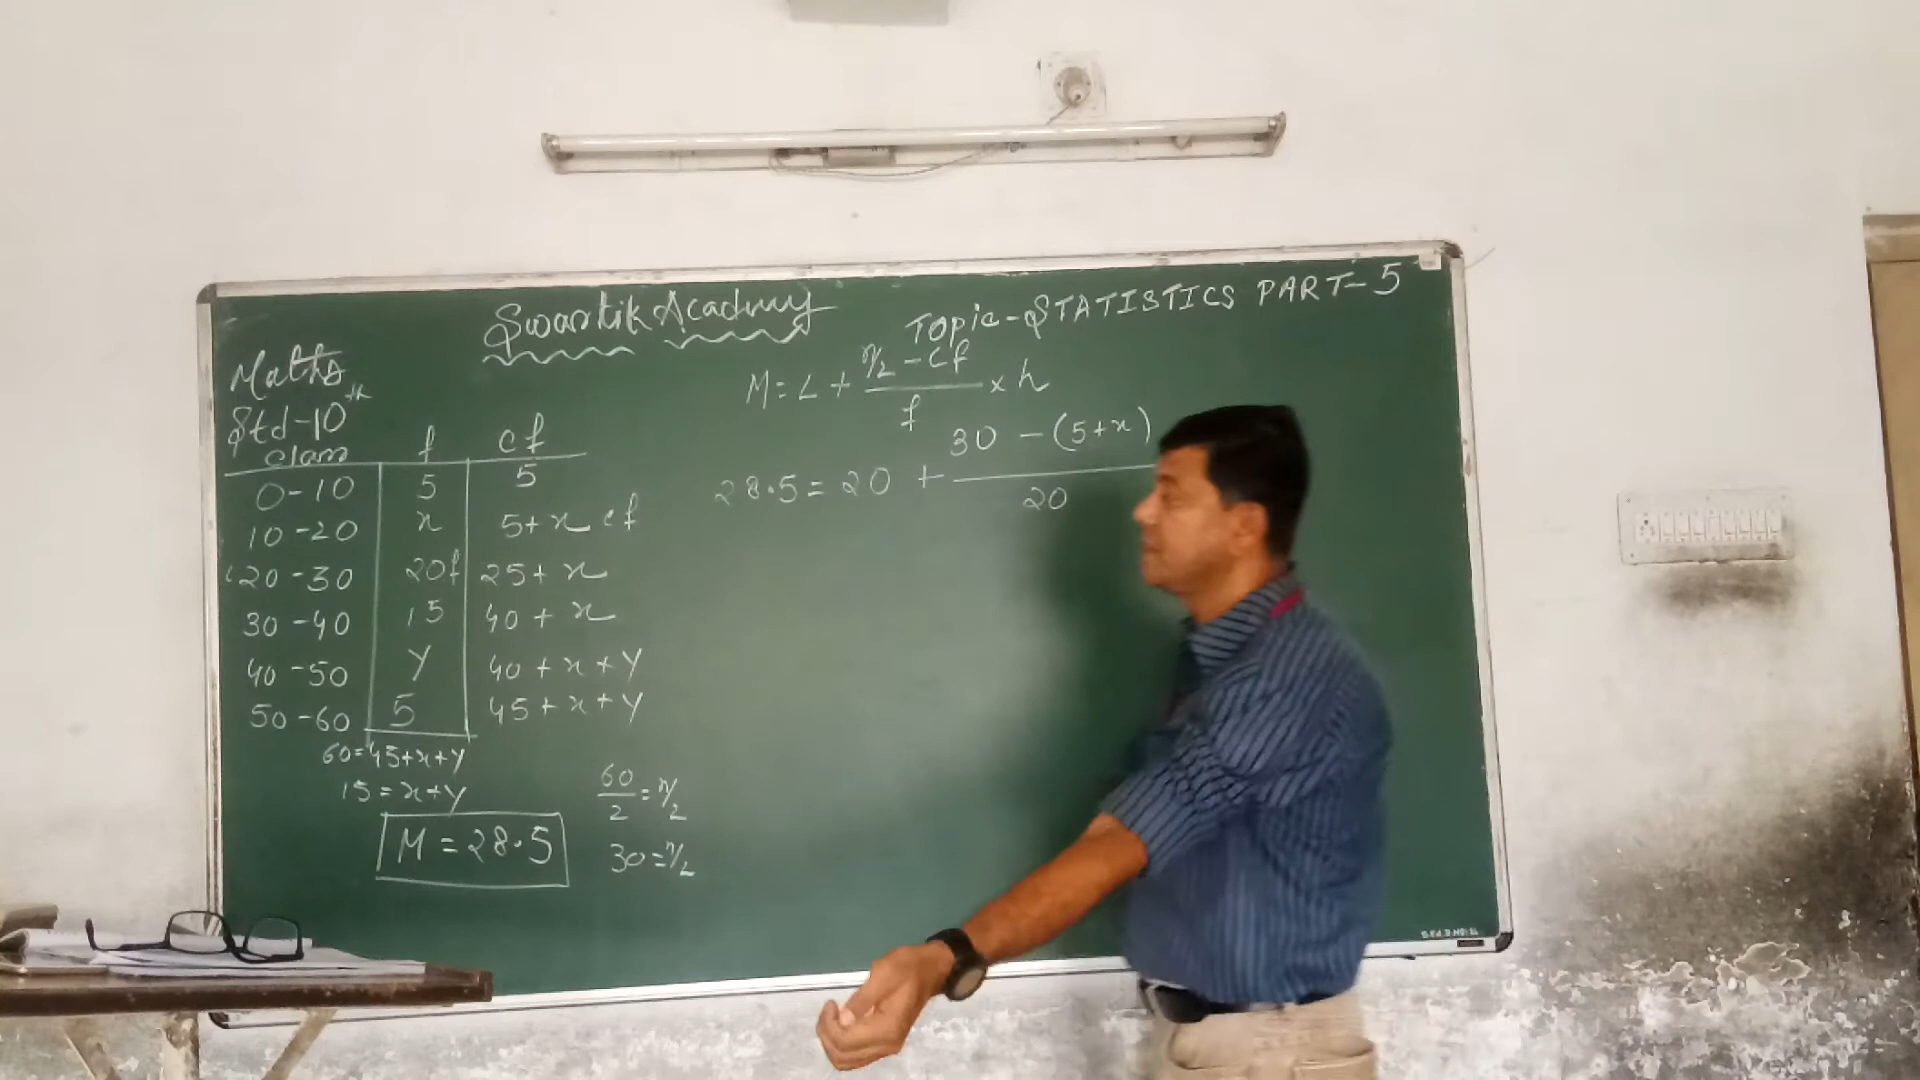 Swastik Academy
Topic-STATISTICS PART-5
Maths
Std-10th
M=L+(n/2-cf)/f×h
class f cf
0-10 5 5
10-20 x 5+x cf
20-30 20f 25+x
30-40 15 40+x
40-50 y 40+x+y
50-60 5 45+x+y
60=45+x+y
15=x+y
M=28.5
60/2=n/2
30=n/2
28.5=20+(30-(5+x))/20